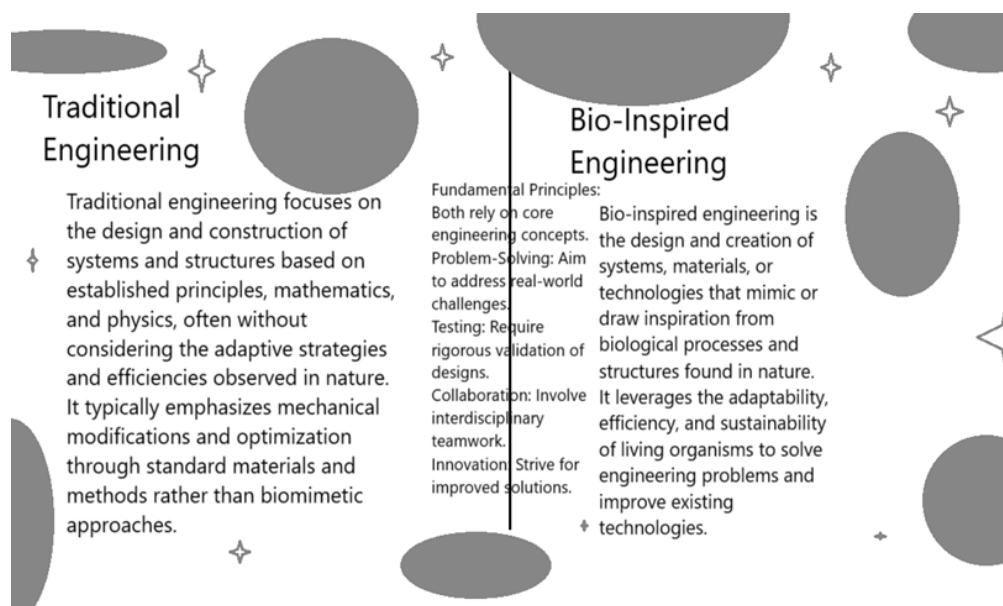 Traditional
Engineering
Traditional engineering focuses on
the design and construction of
systems and structures based on
established principles, mathematics,
and physics, often without
considering the adaptive strategies
and efficiencies observed in nature.
It typically emphasizes mechanical
modifications and optimization
through standard materials and
methods rather than biomimetic
approaches.
Fundamental Principles:
Both rely on core
engineering concepts.
Problem-Solving: Aim
to address real-world
challenges.
Testing: Require
rigorous validation of
designs.
Collaboration: Involve
interdisciplinary
teamwork.
Innovation: Strive for
improved solutions.
Bio-Inspired
Engineering
Bio-inspired engineering is
the design and creation of
systems, materials, or
technologies that mimic or
draw inspiration from
biological processes and
structures found in nature.
It leverages the adaptability,
efficiency, and sustainability
of living organisms to solve
engineering problems and
improve existing
technologies.